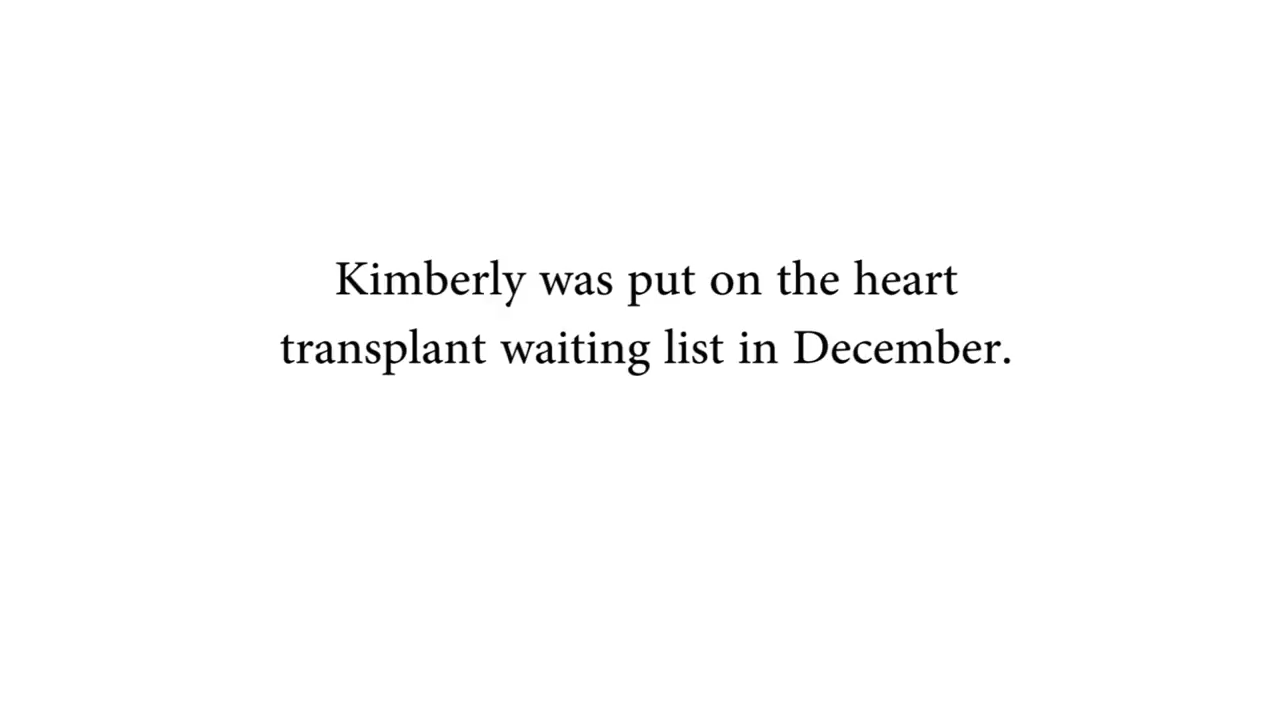 Kimberly was put on the heart
transplant waiting list in December.